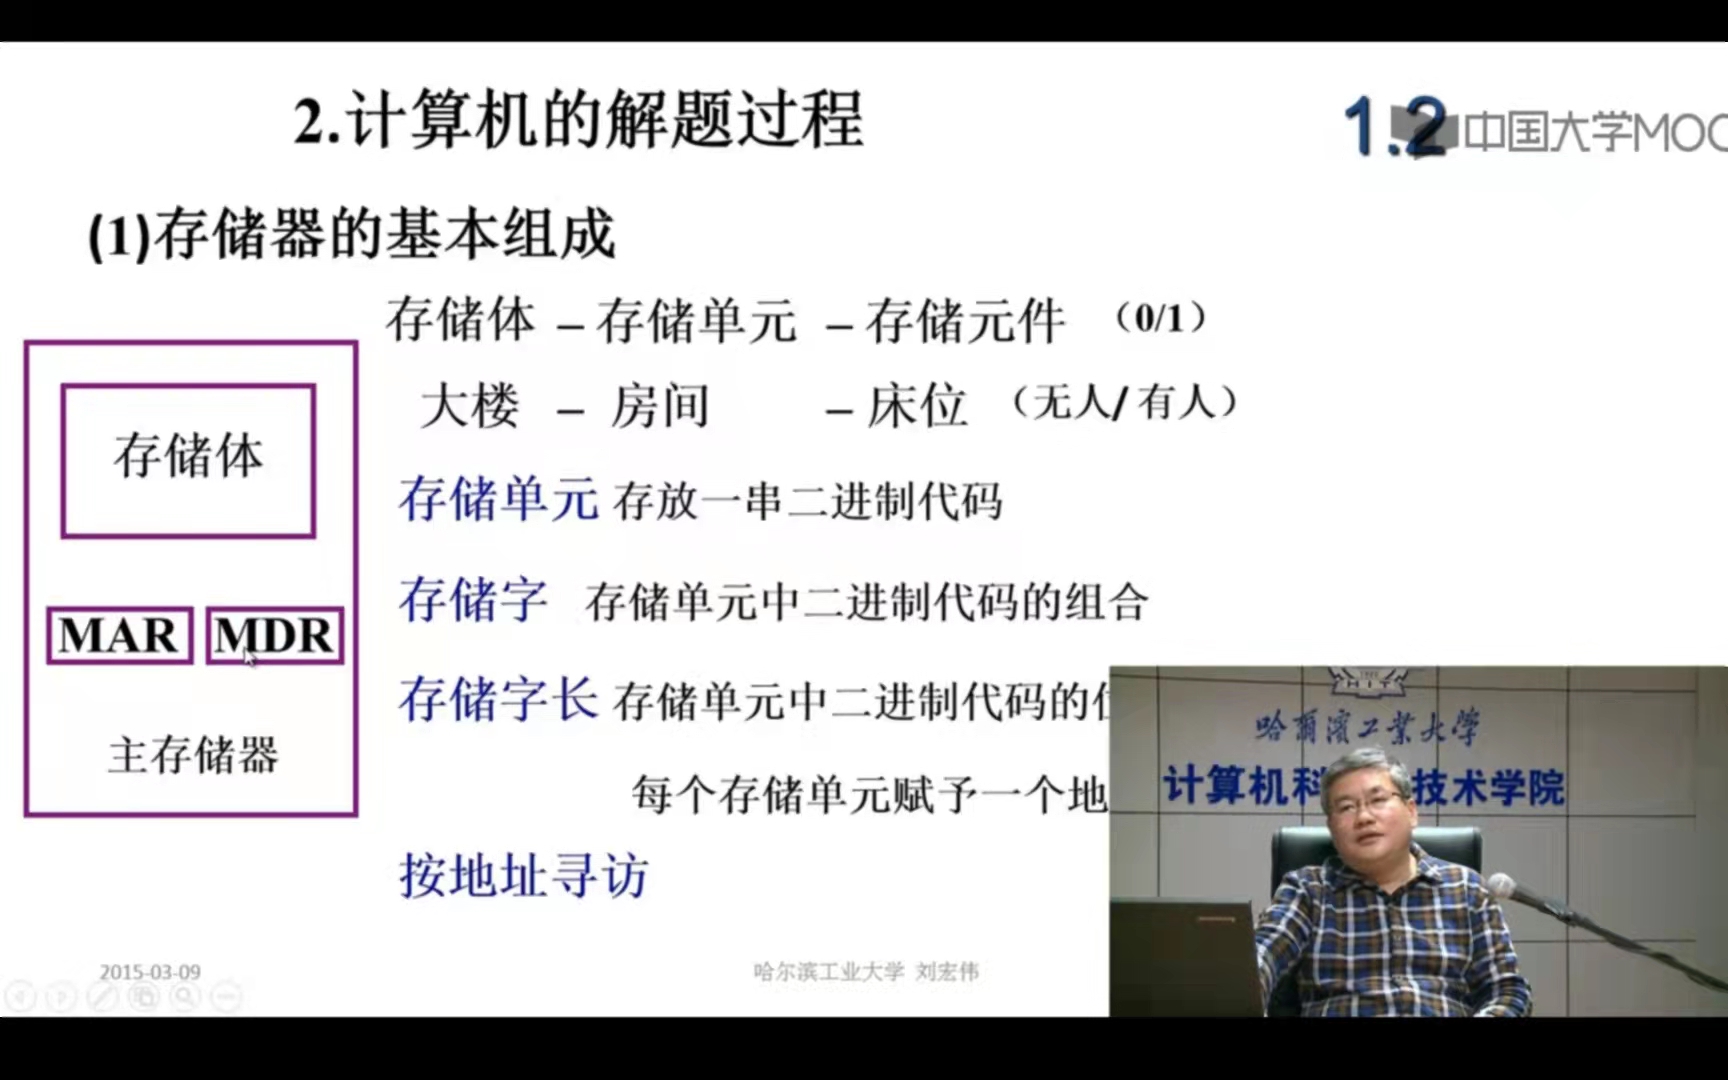 2.计算机的解题过程
1.2
中国大学MOO
(1)存储器的基本组成
存储体 – 存储单元 – 存储元件 （0/1）
大楼 – 房间 – 床位 （无人/ 有人）
存储体
存储单元 存放一串二进制代码
存储字 存储单元中二进制代码的组合
MAR MDR
存储字长 存储单元中二进制代码的
主存储器
每个存储单元赋予一个地
按地址寻访
HIT
哈爾濱工業大學
计算机科 技术学院
2015-03-09
哈尔滨工业大学 刘宏伟